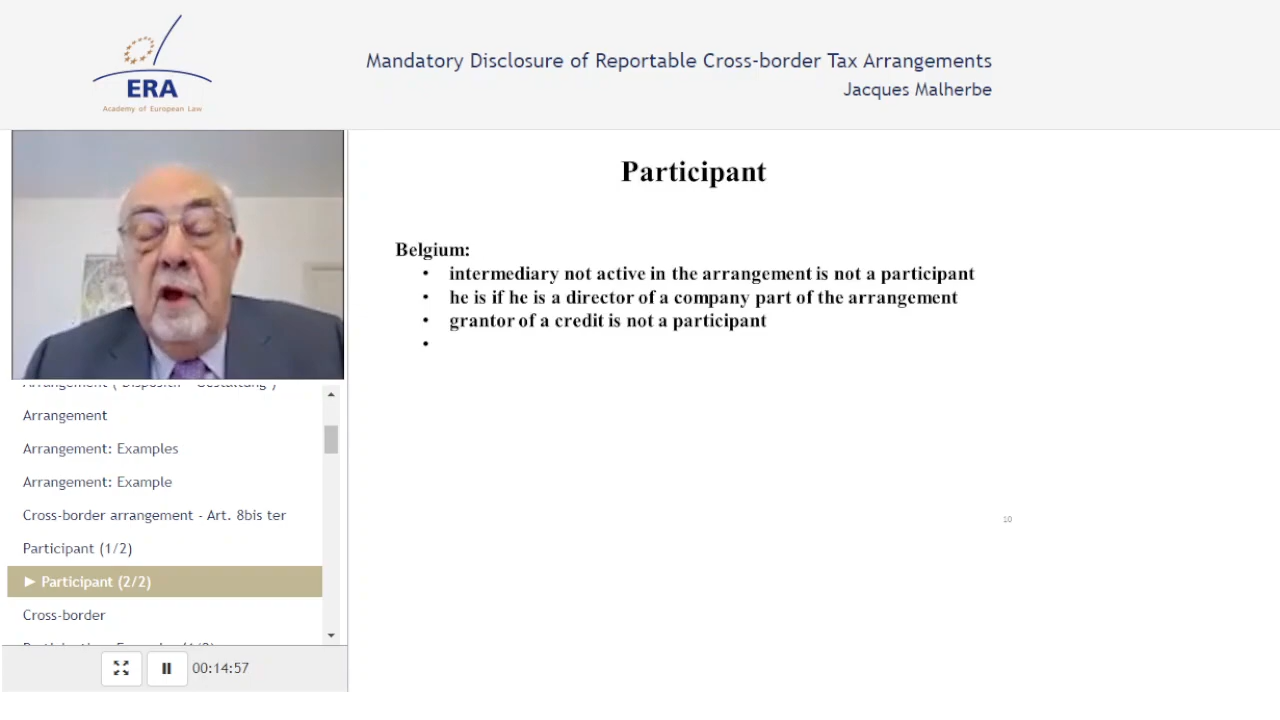 Mandatory Disclosure of Reportable Cross-border Tax Arrangements
Jacques Malherbe
ERA
Academy of European Law
Participant
Belgium:
• intermediary not active in the arrangement is not a participant
• he is if he is a director of a company part of the arrangement
• grantor of a credit is not a participant
•
10
Arrangement
Arrangement: Examples
Arrangement: Example
Cross-border arrangement - Art. 8bis ter
Participant (1/2)
► Participant (2/2)
Cross-border
00:14:57